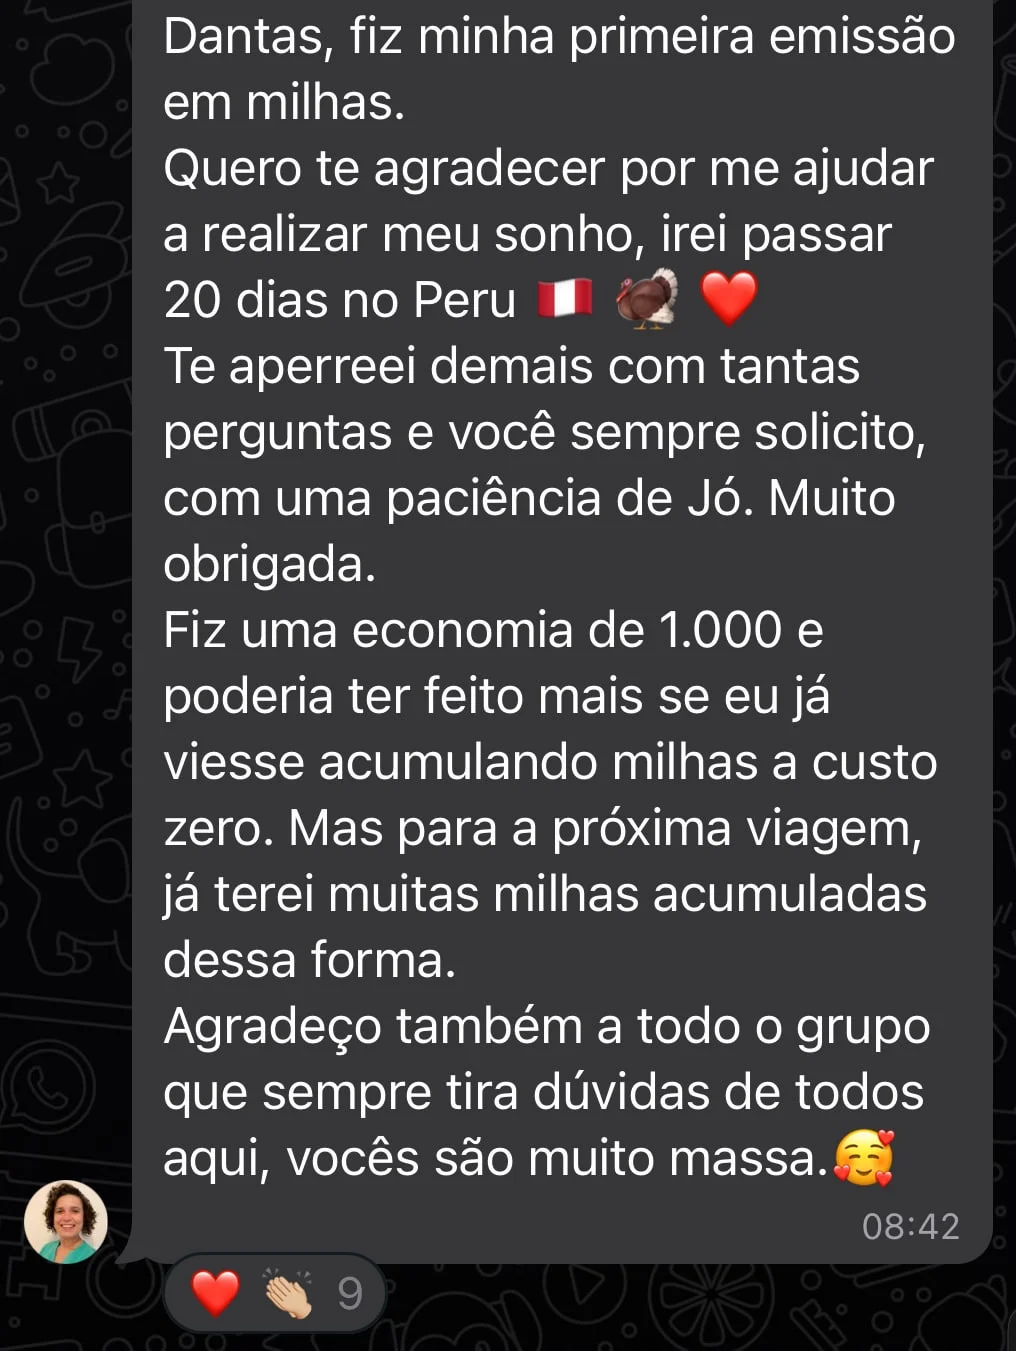 Dantas, fiz minha primeira emissão
em milhas.
Quero te agradecer por me ajudar
a realizar meu sonho, irei passar
20 dias no Peru 🇵🇪 🦃 ❤️
Te aperreei demais com tantas
perguntas e você sempre solicito,
com uma paciência de Jó. Muito
obrigada.
Fiz uma economia de 1.000 e
poderia ter feito mais se eu já
viesse acumulando milhas a custo
zero. Mas para a próxima viagem,
já terei muitas milhas acumuladas
dessa forma.
Agradeço também a todo o grupo
que sempre tira dúvidas de todos
aqui, vocês são muito massa.🥰
08:42
❤️ 👏🏼 9